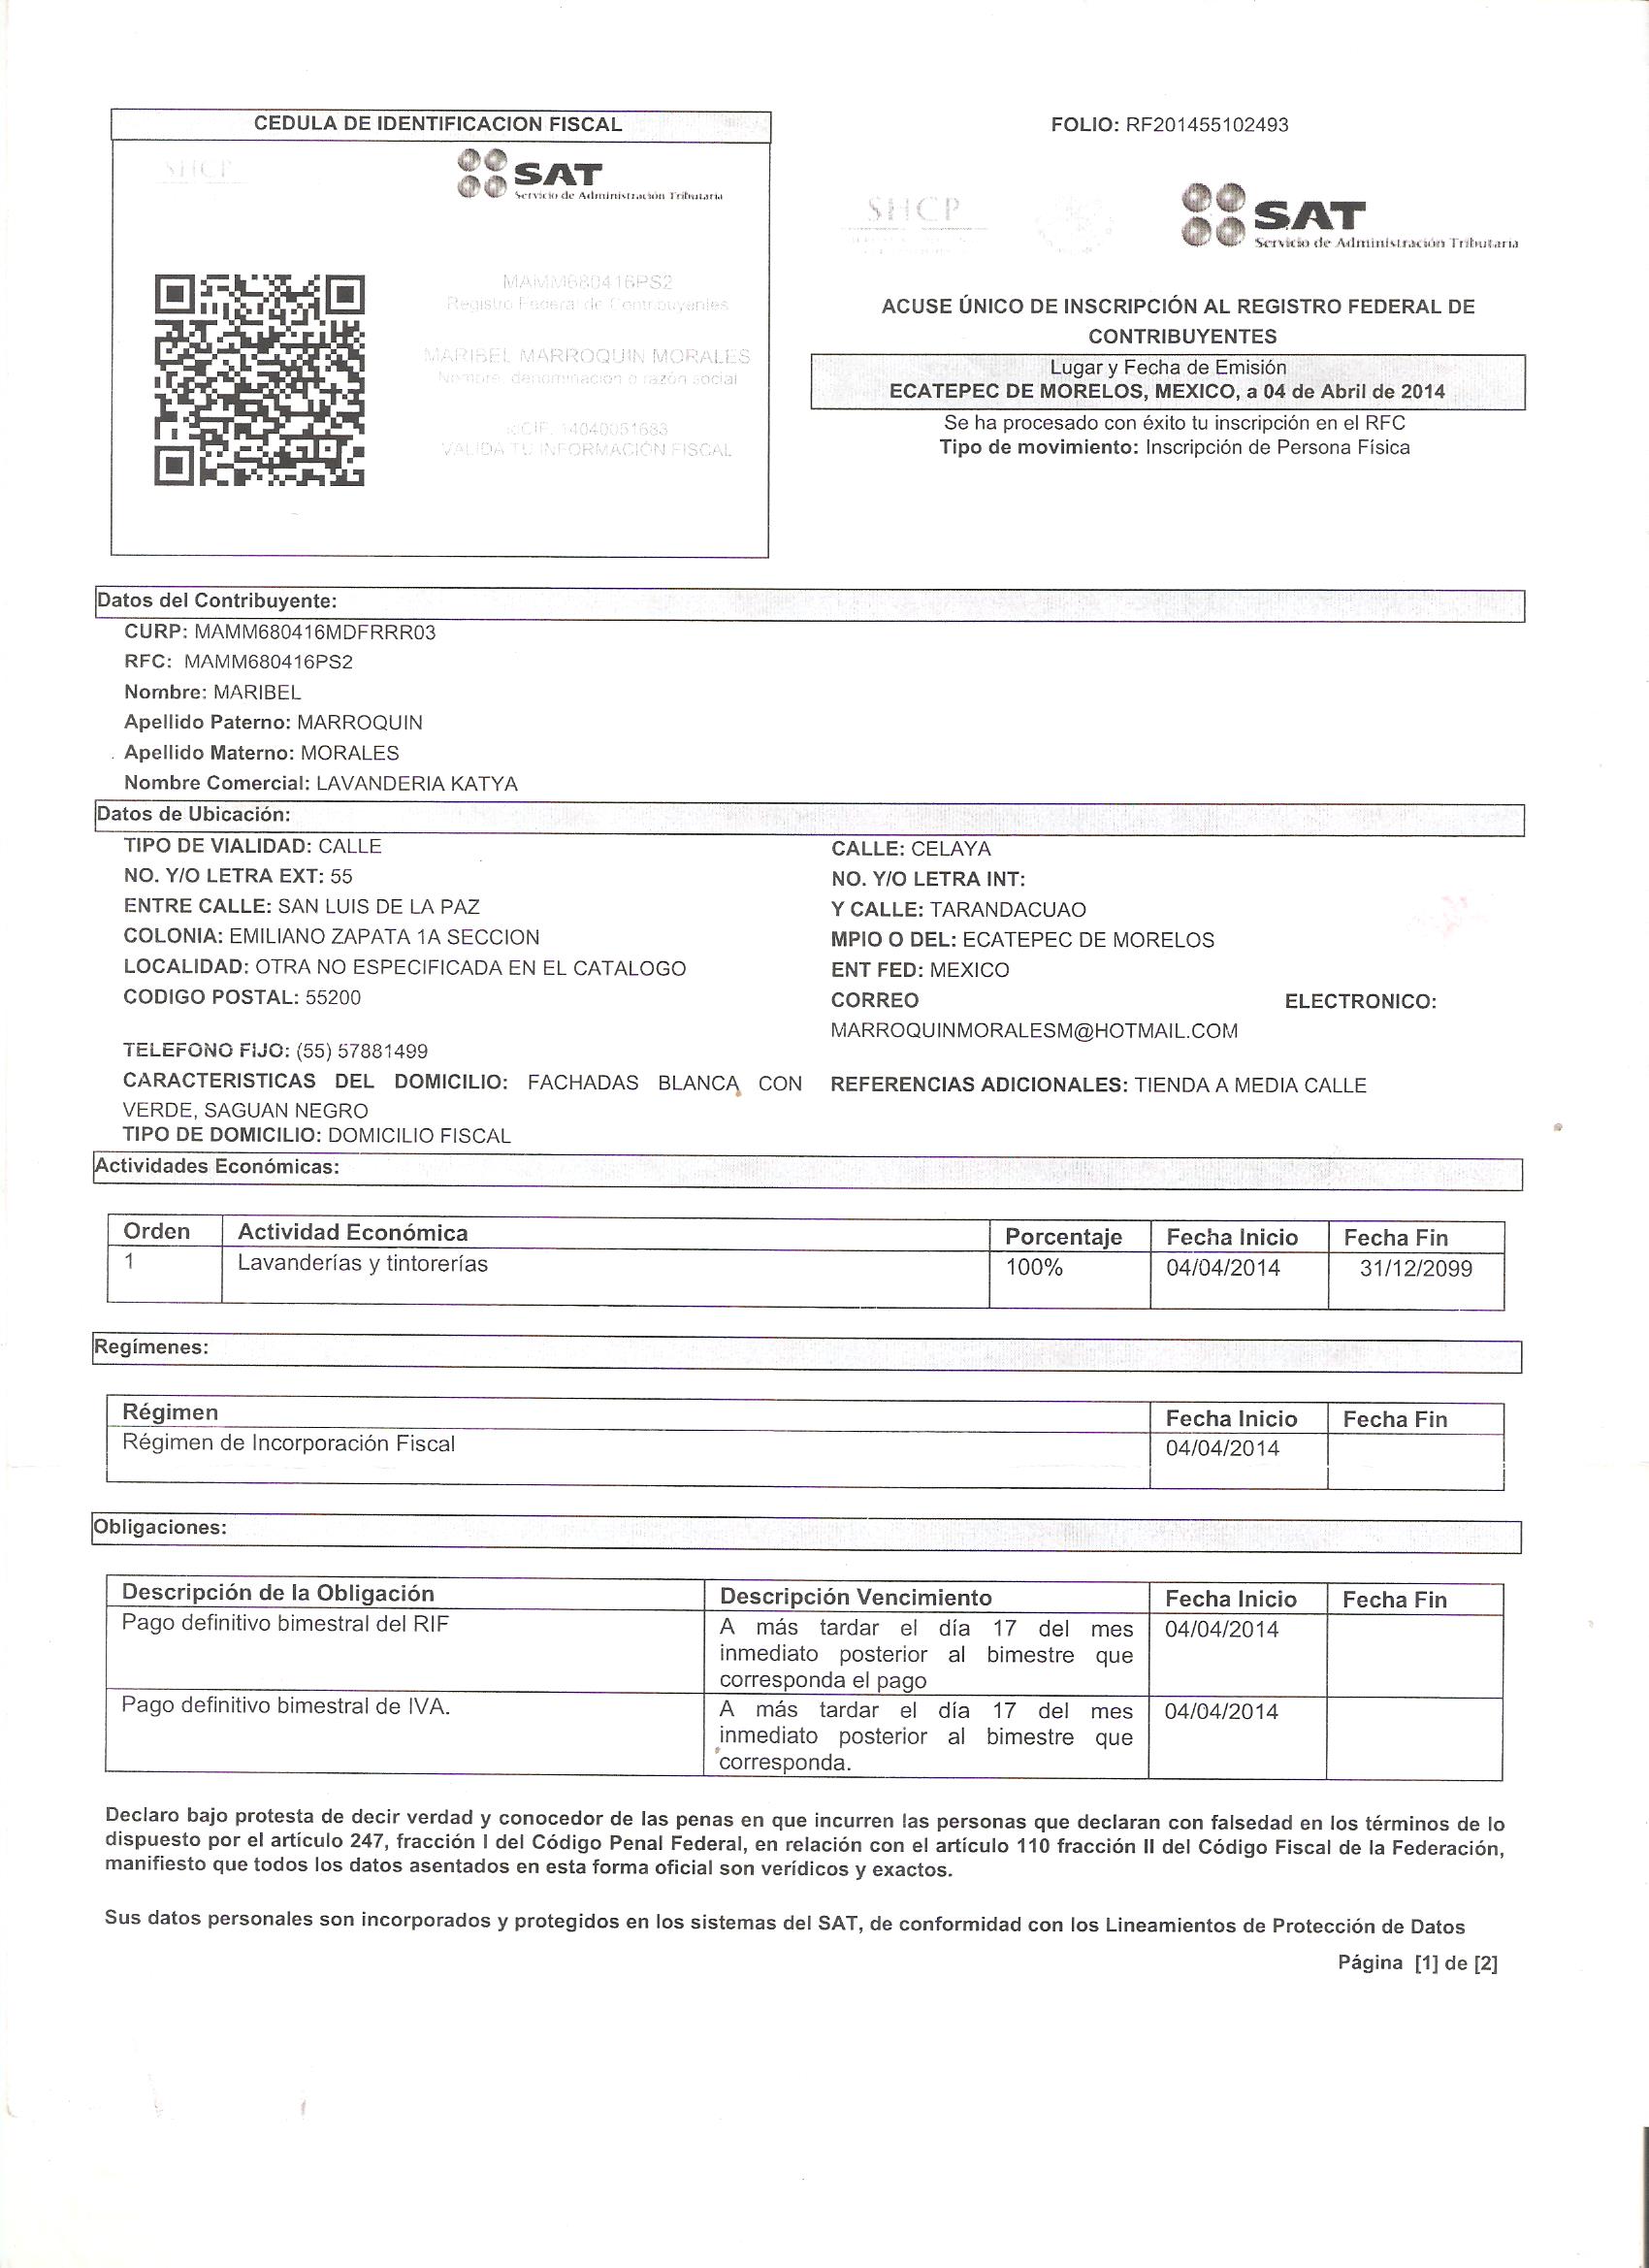 CEDULA DE IDENTIFICACION FISCAL
SHCP
SAT
Servicio de Administración Tributaria
MAMM680416PS2
Registro Federal de Contribuyentes
MARIBEL MARROQUIN MORALES
Nombre, denominación o razón social
idCIF: 14040051683
VALIDA TU INFORMACIÓN FISCAL
FOLIO: RF201455102493
SHCP
SAT
Servicio de Administración Tributaria
ACUSE ÚNICO DE INSCRIPCIÓN AL REGISTRO FEDERAL DE
CONTRIBUYENTES
Lugar y Fecha de Emisión
ECATEPEC DE MORELOS, MEXICO, a 04 de Abril de 2014
Se ha procesado con éxito tu inscripción en el RFC
Tipo de movimiento: Inscripción de Persona Física
Datos del Contribuyente:
CURP: MAMM680416MDFRRR03
RFC: MAMM680416PS2
Nombre: MARIBEL
Apellido Paterno: MARROQUIN
Apellido Materno: MORALES
Nombre Comercial: LAVANDERIA KATYA
Datos de Ubicación:
TIPO DE VIALIDAD: CALLE CALLE: CELAYA
NO. Y/O LETRA EXT: 55 NO. Y/O LETRA INT:
ENTRE CALLE: SAN LUIS DE LA PAZ Y CALLE: TARANDACUAO
COLONIA: EMILIANO ZAPATA 1A SECCION MPIO O DEL: ECATEPEC DE MORELOS
LOCALIDAD: OTRA NO ESPECIFICADA EN EL CATALOGO ENT FED: MEXICO
CODIGO POSTAL: 55200 CORREO ELECTRONICO:
MARROQUINMORALESM@HOTMAIL.COM
TELEFONO FIJO: (55) 57881499
CARACTERISTICAS DEL DOMICILIO: FACHADAS BLANCA CON REFERENCIAS ADICIONALES: TIENDA A MEDIA CALLE
VERDE, SAGUAN NEGRO
TIPO DE DOMICILIO: DOMICILIO FISCAL
Actividades Económicas:
Orden Actividad Económica Porcentaje Fecha Inicio Fecha Fin
1 Lavanderías y tintorerías 100% 04/04/2014 31/12/2099
Regímenes:
Régimen Fecha Inicio Fecha Fin
Régimen de Incorporación Fiscal 04/04/2014
Obligaciones:
Descripción de la Obligación Descripción Vencimiento Fecha Inicio Fecha Fin
Pago definitivo bimestral del RIF A más tardar el día 17 del mes 04/04/2014
inmediato posterior al bimestre que
corresponda el pago
Pago definitivo bimestral de IVA. A más tardar el día 17 del mes 04/04/2014
inmediato posterior al bimestre que
corresponda.
Declaro bajo protesta de decir verdad y conocedor de las penas en que incurren las personas que declaran con falsedad en los términos de lo
dispuesto por el artículo 247, fracción I del Código Penal Federal, en relación con el artículo 110 fracción II del Código Fiscal de la Federación,
manifiesto que todos los datos asentados en esta forma oficial son verídicos y exactos.
Sus datos personales son incorporados y protegidos en los sistemas del SAT, de conformidad con los Lineamientos de Protección de Datos
Página [1] de [2]